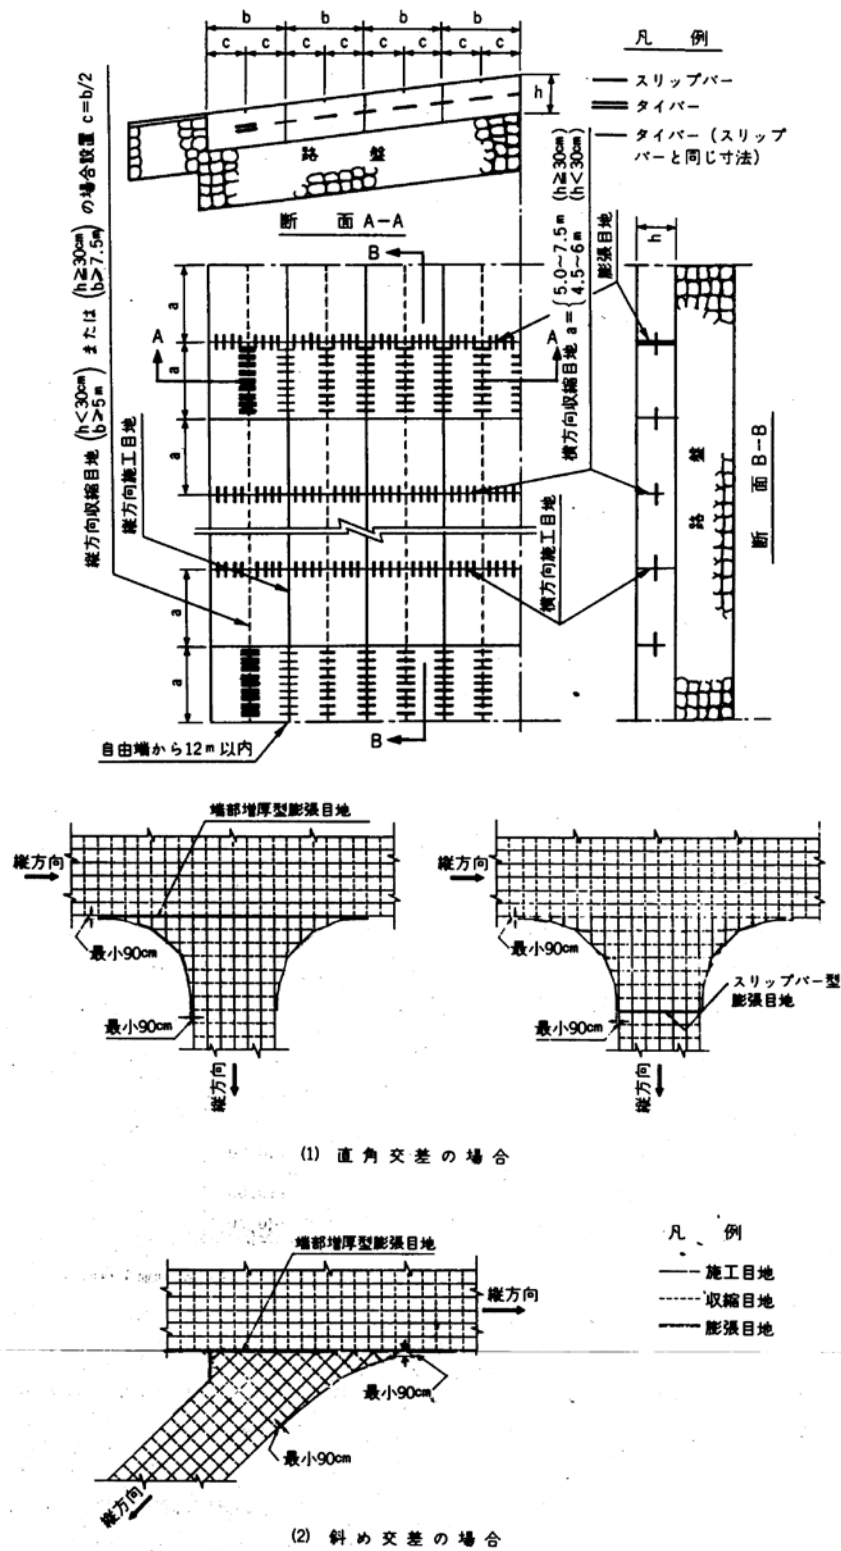 b b b b
c c c c c c c c
凡 例
スリップバー
タイバー
タイバー (スリップ
バーと同じ寸法)
h
路 盤
断 面 A-A
縦方向収縮目地 (h<30cm b>5m) または (h≧30cm b>7.5m) の場合設置 c=b/2
縦方向施工目地
横方向収縮目地 a={5.0~7.5m (h≧30cm) 4.5~6m (h<30cm)
膨張目地
横方向施工目地
h
B
A A
a
a
a
a
a
B
自由端から12m以内
路 盤
断 面 B-B
端部増厚型膨張目地
縦方向
最小90cm
最小90cm
縦方向
縦方向
最小90cm
スリップバー型
膨張目地
最小90cm
縦方向
(1) 直角交差の場合
端部増厚型膨張目地
縦方向
最小90cm
最小90cm
縦方向
凡 例
施工目地
収縮目地
膨張目地
(2) 斜め交差の場合